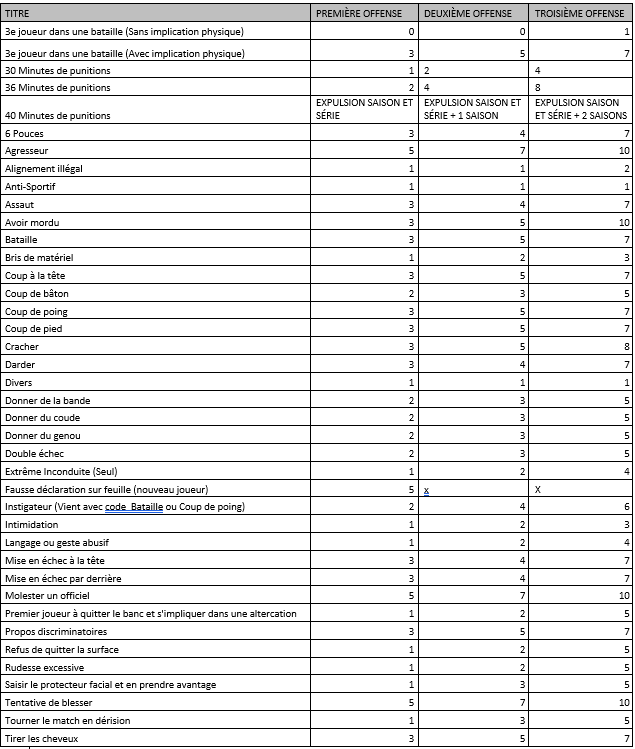 TITRE PREMIÈRE OFFENSE DEUXIÈME OFFENSE TROISIÈME OFFENSE
3e joueur dans une bataille (Sans implication physique) 0 0 1
3e joueur dans une bataille (Avec implication physique) 3 5 7
30 Minutes de punitions 1 2 4
36 Minutes de punitions 2 4 8
EXPULSION SAISON ET EXPULSION SAISON ET EXPULSION SAISON
40 Minutes de punitions SÉRIE SÉRIE + 1 SAISON ET SÉRIE + 2 SAISONS
6 Pouces 3 4 7
Agresseur 5 7 10
Alignement illégal 1 1 2
Anti-Sportif 1 1 1
Assaut 3 4 7
Avoir mordu 3 5 10
Bataille 3 5 7
Bris de matériel 1 2 3
Coup à la tête 3 5 7
Coup de bâton 2 3 5
Coup de poing 3 5 7
Coup de pied 3 5 7
Cracher 3 5 8
Darder 3 4 7
Divers 1 1 1
Donner de la bande 2 3 5
Donner du coude 2 3 5
Donner du genou 2 3 5
Double échec 2 3 5
Extrême Inconduite (Seul) 1 2 4
Fausse déclaration sur feuille (nouveau joueur) 5 x X
Instigateur (Vient avec code Bataille ou Coup de poing) 2 4 6
Intimidation 1 2 3
Langage ou geste abusif 1 2 4
Mise en échec à la tête 3 4 7
Mise en échec par derrière 3 4 7
Molester un officiel 5 7 10
Premier joueur à quitter le banc et s'impliquer dans une altercation 1 2 5
Propos discriminatoires 3 5 7
Refus de quitter la surface 1 2 5
Rudesse excessive 1 2 5
Saisir le protecteur facial et en prendre avantage 1 3 5
Tentative de blesser 5 7 10
Tourner le match en dérision 1 3 5
Tirer les cheveux 3 5 7